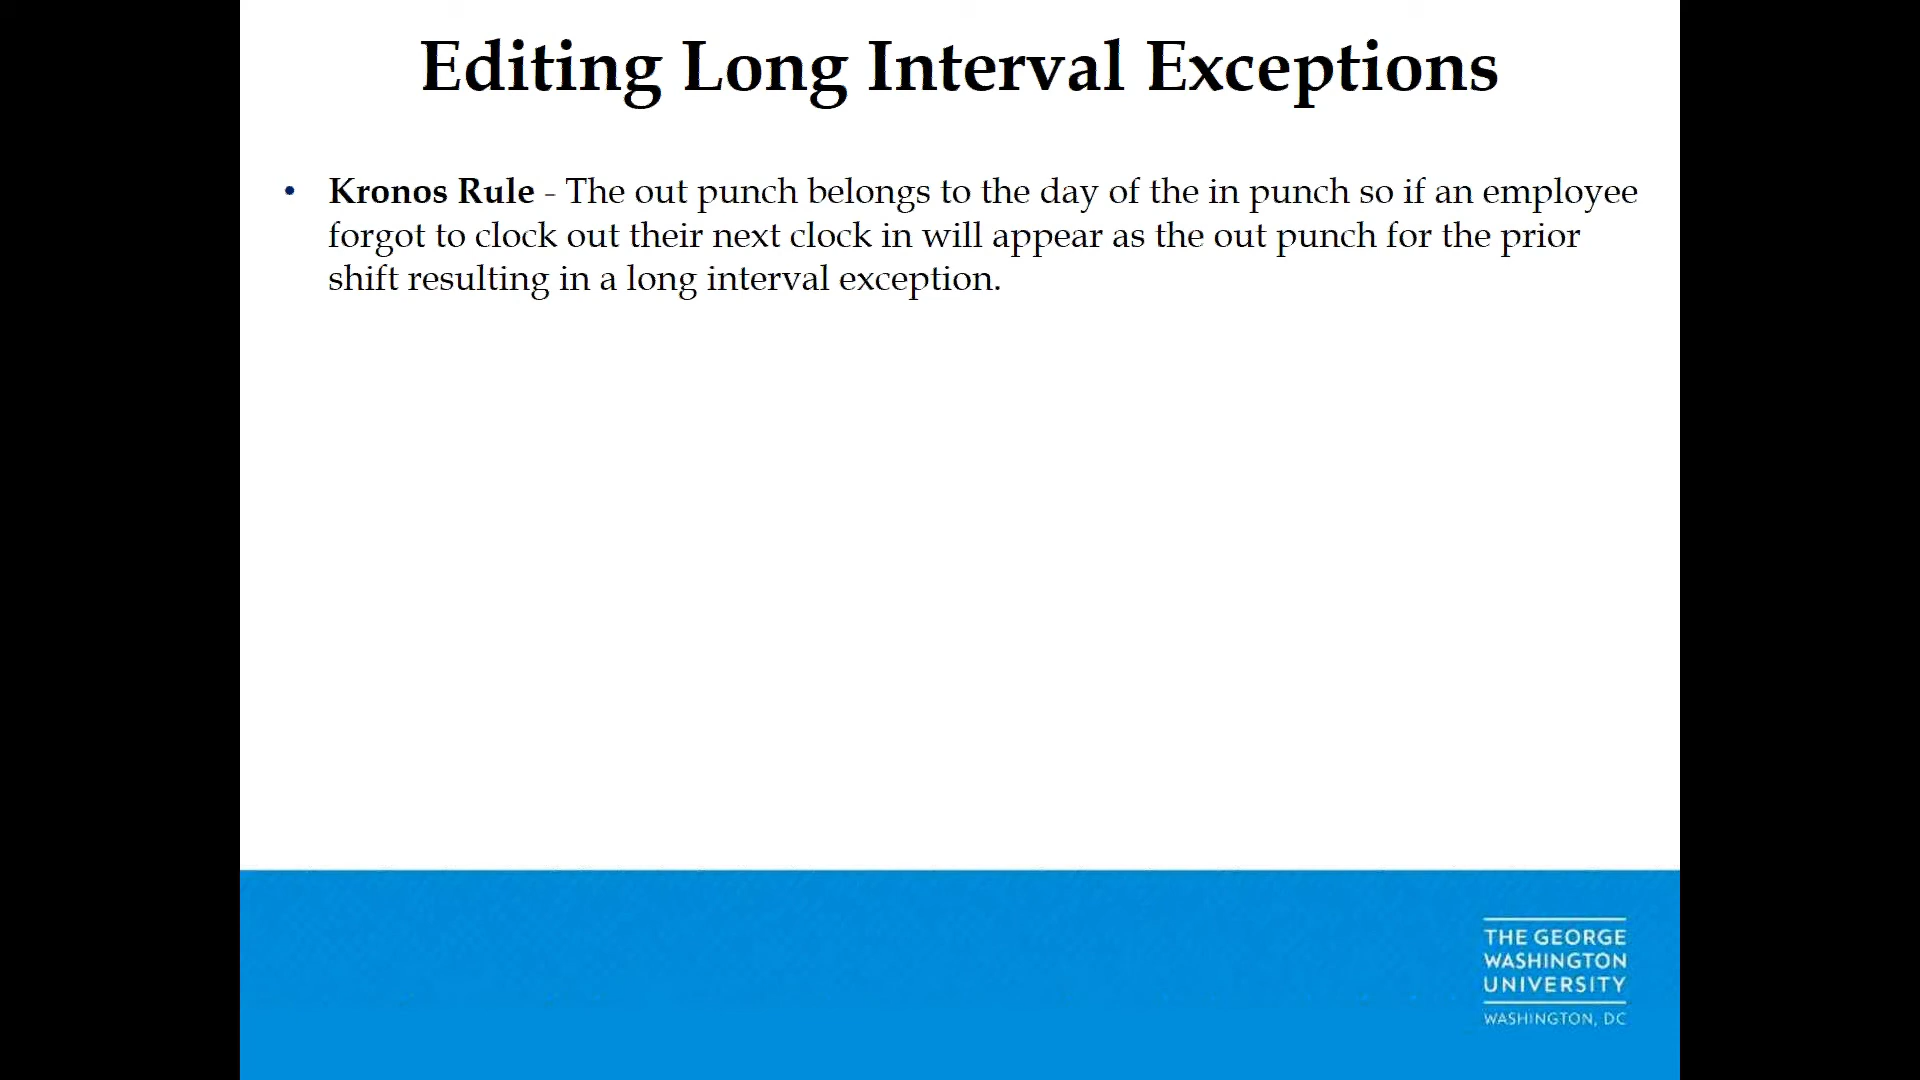 Editing Long Interval Exceptions
• Kronos Rule - The out punch belongs to the day of the in punch so if an employee
forgot to clock out their next clock in will appear as the out punch for the prior
shift resulting in a long interval exception.
THE GEORGE
WASHINGTON
UNIVERSITY
WASHINGTON, DC